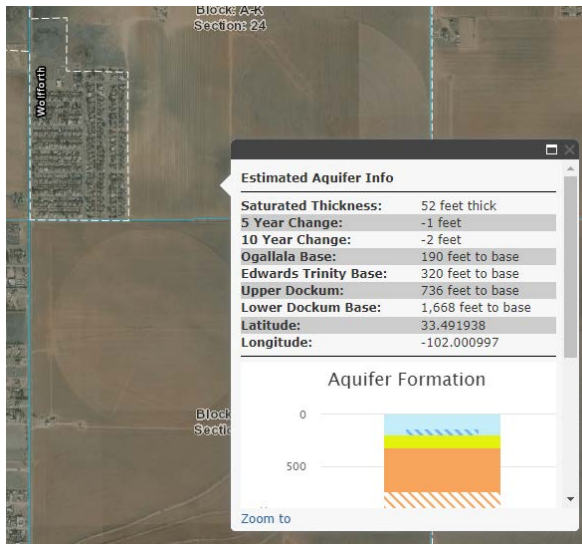 Block: A-K
Section: 24
Wolfforth
Estimated Aquifer Info
Saturated Thickness: 52 feet thick
5 Year Change: -1 feet
10 Year Change: -2 feet
Ogallala Base: 190 feet to base
Edwards Trinity Base: 320 feet to base
Upper Dockum: 736 feet to base
Lower Dockum Base: 1,668 feet to base
Latitude: 33.491938
Longitude: -102.000997
Aquifer Formation
0
Block
Sectio
500
Zoom to